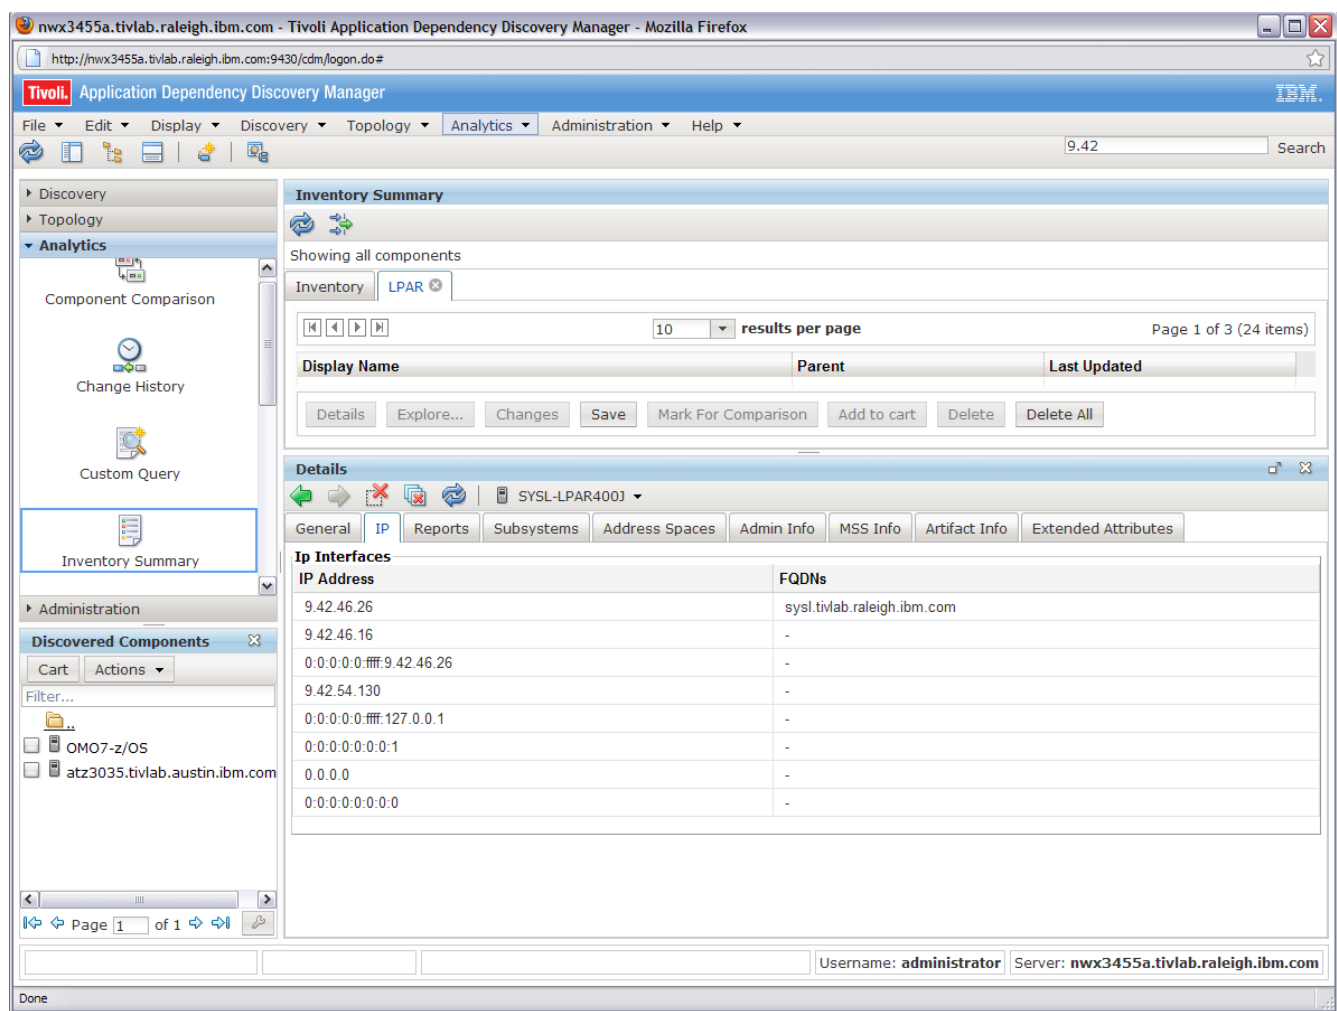 nwx3455a.tivlab.raleigh.ibm.com - Tivoli Application Dependency Discovery Manager - Mozilla Firefox
http://nwx3455a.tivlab.raleigh.ibm.com:9430/cdm/logon.do#
Tivoli. Application Dependency Discovery Manager IBM.
File Edit Display Discovery Topology Analytics Administration Help
9.42 Search
Discovery
Topology
Analytics
Component Comparison
Change History
Custom Query
Inventory Summary
Administration
Inventory Summary
Showing all components
Inventory LPAR
10 results per page Page 1 of 3 (24 items)
Display Name Parent Last Updated
Details Explore... Changes Save Mark For Comparison Add to cart Delete Delete All
Details
SYSL-LPAR400J
General IP Reports Subsystems Address Spaces Admin Info MSS Info Artifact Info Extended Attributes
Ip Interfaces
IP Address FQDNs
9.42.46.26 sysl.tivlab.raleigh.ibm.com
9.42.46.16 -
0:0:0:0:0:ffff:9.42.46.26 -
9.42.54.130 -
0:0:0:0:0:ffff:127.0.0.1 -
0:0:0:0:0:0:0:1 -
0.0.0.0 -
0:0:0:0:0:0:0:0 -
Discovered Components
Cart Actions
Filter...
..
OMO7-z/OS
atz3035.tivlab.austin.ibm.com
Page 1 of 1
Username: administrator Server: nwx3455a.tivlab.raleigh.ibm.com
Done